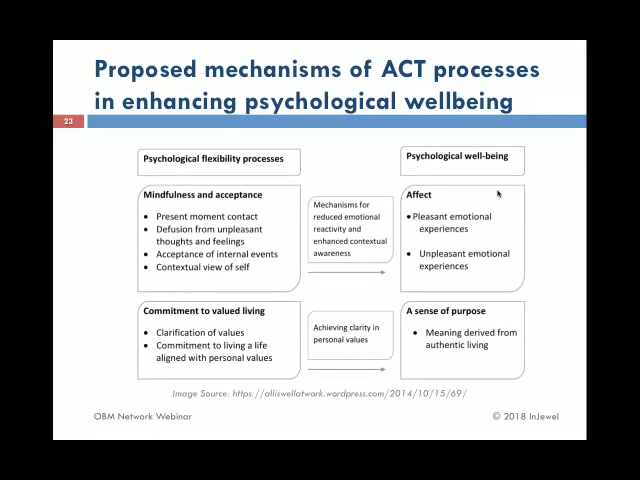 Proposed mechanisms of ACT processes
in enhancing psychological wellbeing
23
Psychological flexibility processes
Psychological well-being
Mindfulness and acceptance
• Present moment contact
• Defusion from unpleasant
thoughts and feelings
• Acceptance of internal events
• Contextual view of self
Mechanisms for
reduced emotional
reactivity and
enhanced contextual
awareness
Affect
• Pleasant emotional
experiences
• Unpleasant emotional
experiences
Commitment to valued living
• Clarification of values
• Commitment to living a life
aligned with personal values
Achieving clarity in
personal values
A sense of purpose
• Meaning derived from
authentic living
Image Source: https://alliswellatwork.wordpress.com/2014/10/15/69/
OBM Network Webinar
© 2018 InJewel